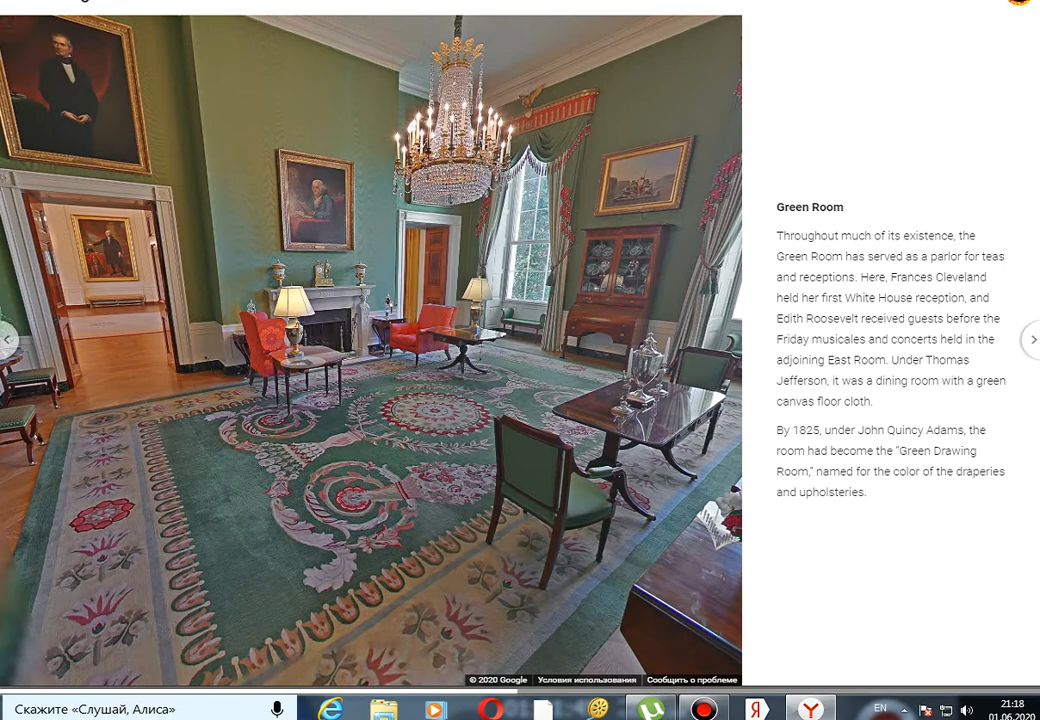 Green Room
Throughout much of its existence, the
Green Room has served as a parlor for teas
and receptions. Here, Frances Cleveland
held her first White House reception, and
Edith Roosevelt received guests before the
Friday musicales and concerts held in the
adjoining East Room. Under Thomas
Jefferson, it was a dining room with a green
canvas floor cloth.
By 1825, under John Quincy Adams, the
room had become the “Green Drawing
Room,” named for the color of the draperies
and upholsteries.
© 2020 Google Условия использования Сообщить о проблеме
Скажите «Слушай, Алиса»
EN
21:18
01.06.2020